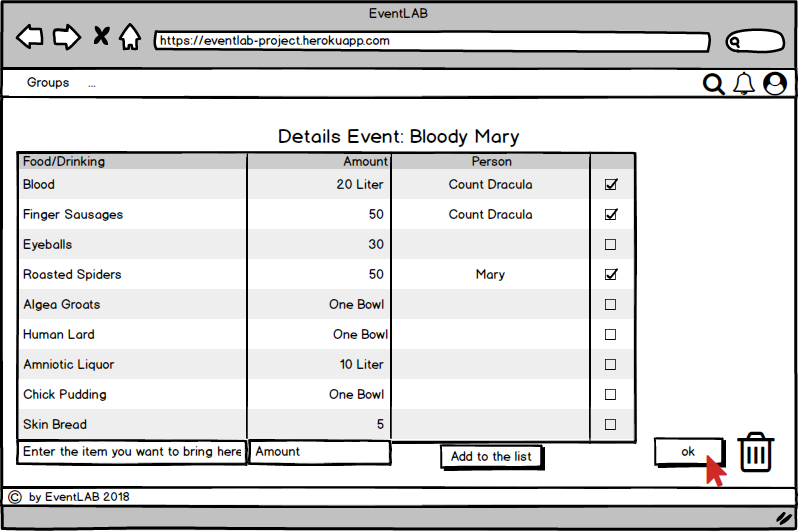 EventLAB
https://eventlab-project.herokuapp.com
Groups ...
Details Event: Bloody Mary
Food/Drinking Amount Person
Blood 20 Liter Count Dracula
Finger Sausages 50 Count Dracula
Eyeballs 30
Roasted Spiders 50 Mary
Algea Groats One Bowl
Human Lard One Bowl
Amniotic Liquor 10 Liter
Chick Pudding One Bowl
Skin Bread 5
Enter the item you want to bring here Amount Add to the list ok
© by EventLAB 2018